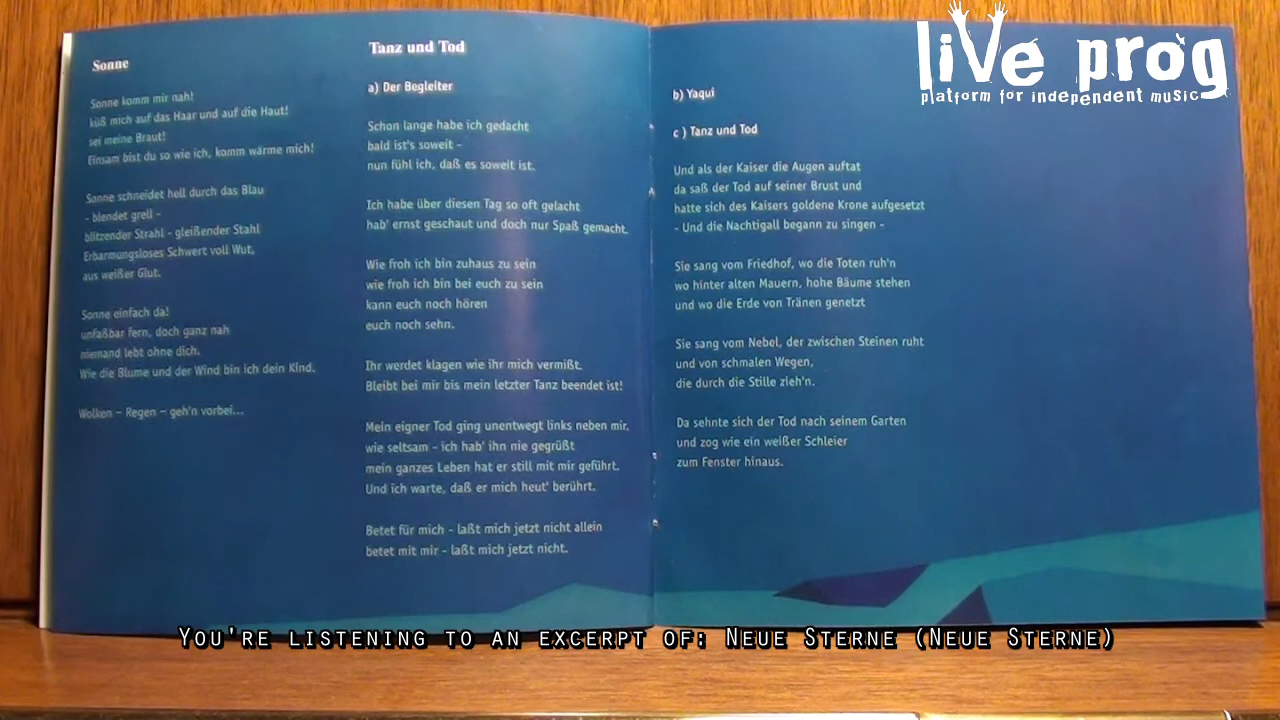 Sonne
Sonne komm mir nah!
küß mich auf das Haar und auf die Haut!
sei meine Braut!
Einsam bist du so wie ich, komm wärme mich!
Sonne schneidet hell durch das Blau
- blendet grell -
blitzender Strahl - gleißender Stahl
Erbarmungsloses Schwert voll Wut,
aus weißer Glut.
Sonne einfach da!
unfaßbar fern, doch ganz nah
niemand lebt ohne dich.
Wie die Blume und der Wind bin ich dein Kind.
Wolken – Regen – geh'n vorbei...
Tanz und Tod
a) Der Begleiter
Schon lange habe ich gedacht
bald ist's soweit -
nun fühl ich, daß es soweit ist.
Ich habe über diesen Tag so oft gelacht
hab' ernst geschaut und doch nur Spaß gemacht.
Wie froh ich bin zuhaus zu sein
wie froh ich bin bei euch zu sein
kann euch noch hören
euch noch sehn.
Ihr werdet klagen wie ihr mich vermißt.
Bleibt bei mir bis mein letzter Tanz beendet ist!
Mein eigner Tod ging unentwegt links neben mir,
wie seltsam - ich hab' ihn nie gegrüßt
mein ganzes Leben hat er still mit mir geführt.
Und ich warte, daß er mich heut' berührt.
Betet für mich - laßt mich jetzt nicht allein
betet mit mir - laßt mich jetzt nicht.
b) Yaqui
c ) Tanz und Tod
Und als der Kaiser die Augen auftat
da saß der Tod auf seiner Brust und
hatte sich des Kaisers goldene Krone aufgesetzt
- Und die Nachtigall begann zu singen -
Sie sang vom Friedhof, wo die Toten ruh'n
wo hinter alten Mauern, hohe Bäume stehen
und wo die Erde von Tränen genetzt
Sie sang vom Nebel, der zwischen Steinen ruht
und von schmalen Wegen,
die durch die Stille zieh'n.
Da sehnte sich der Tod nach seinem Garten
und zog wie ein weißer Schleier
zum Fenster hinaus.
live prog
platform for independent music
You're listening to an excerpt of: Neue Sterne (Neue Sterne)